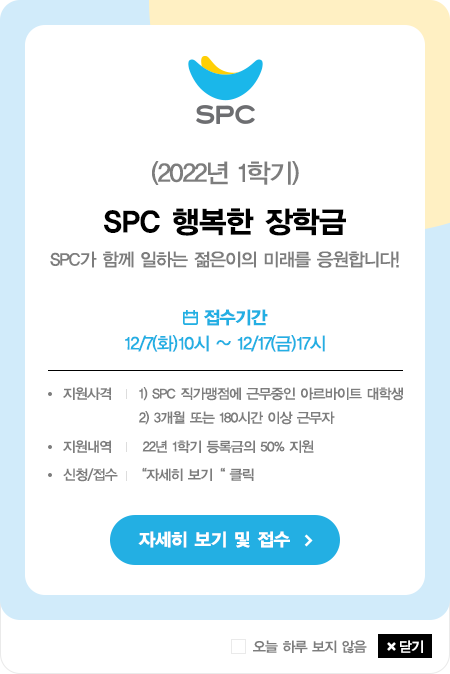 SPC
(2022년 1학기)
SPC 행복한 장학금
SPC가 함께 일하는 젊은이의 미래를 응원합니다!
접수기간
12/7(화)10시 ~ 12/17(금)17시
• 지원사격 | 1) SPC 직가맹점에 근무중인 아르바이트 대학생
2) 3개월 또는 180시간 이상 근무자
• 지원내역 | 22년 1학기 등록금의 50% 지원
• 신청/접수 | “자세히 보기 “ 클릭
자세히 보기 및 접수 >
오늘 하루 보지 않음 ×닫기